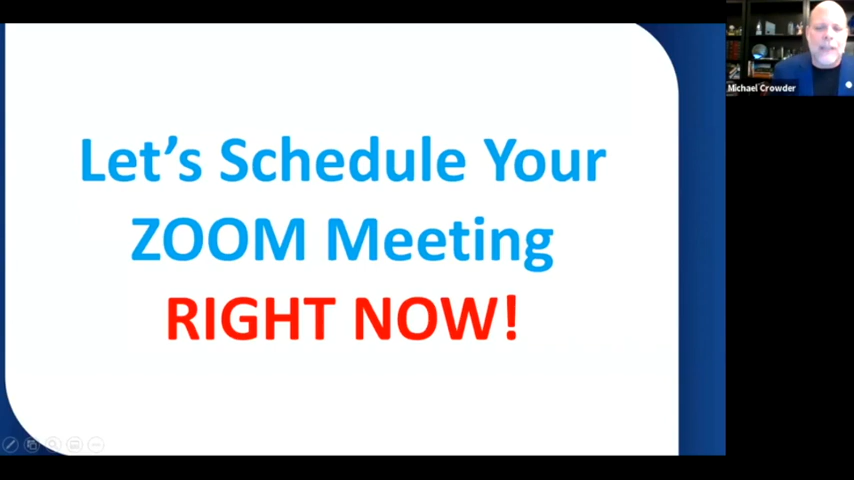 Let's Schedule Your
ZOOM Meeting
RIGHT NOW!
Michael Crowder